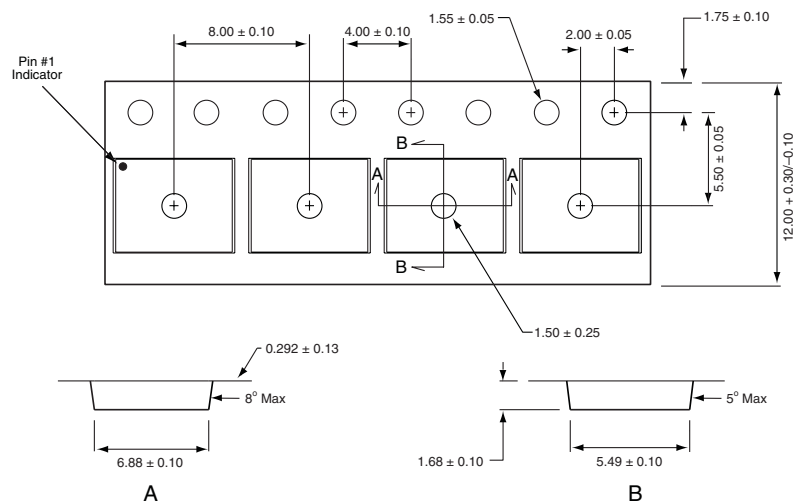 8.00 ± 0.10
4.00 ± 0.10
1.55 ± 0.05
2.00 ± 0.05
1.75 ± 0.10
Pin #1
Indicator
B
A
A
B
5.50 ± 0.05
12.00 + 0.30/–0.10
1.50 ± 0.25
0.292 ± 0.13
8° Max
6.88 ± 0.10
A
5° Max
1.68 ± 0.10
5.49 ± 0.10
B